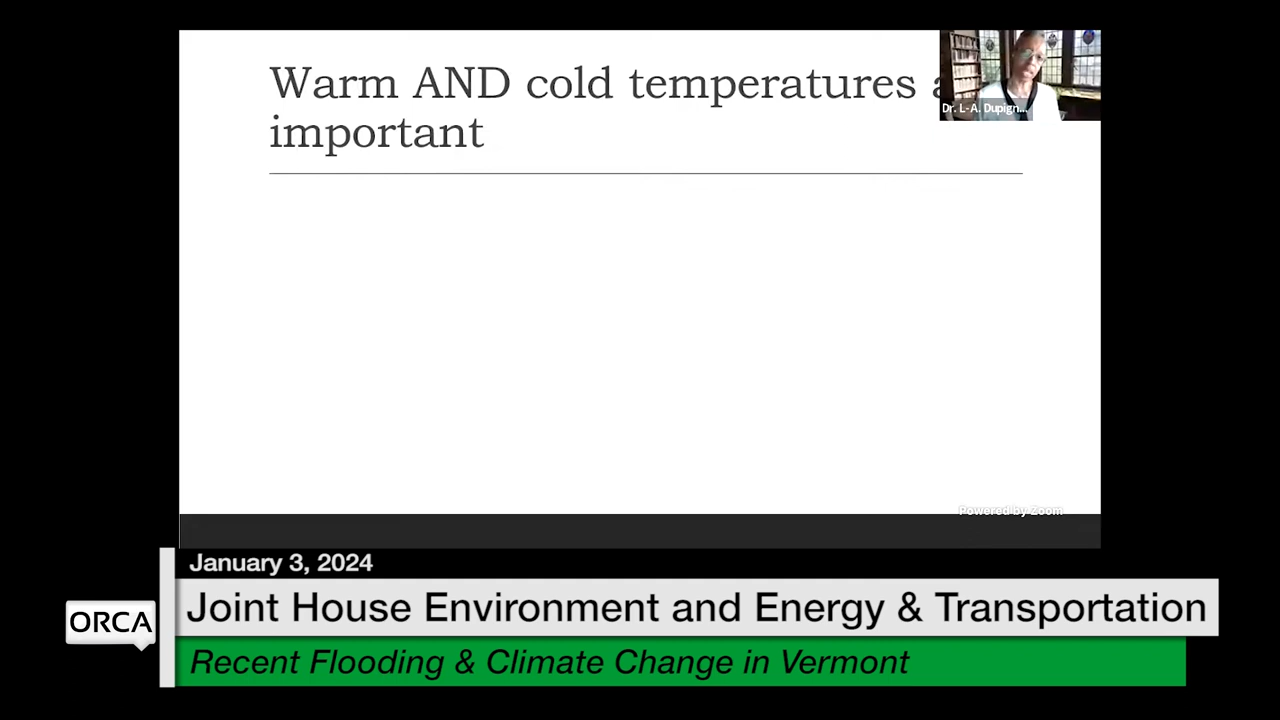 Warm AND cold temperatures
important
Dr. L-A. Dupign...
Powered by Zoom
January 3, 2024
ORCA
Joint House Environment and Energy & Transportation
Recent Flooding & Climate Change in Vermont